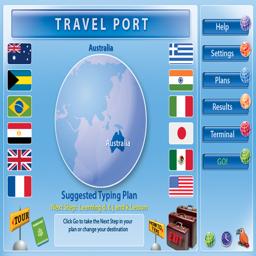 TRAVEL PORT
Help
Australia
Settings
Plans
Results
Australia
Terminal
GO!
Suggested Typing Plan
Click Go to take the Next Step in your
plan or change your destination
TOUR